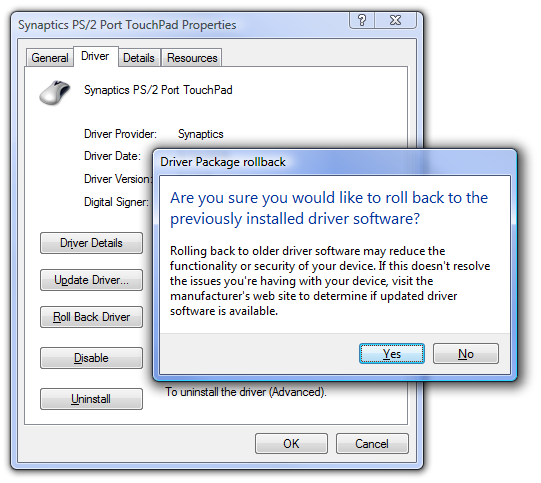 Synaptics PS/2 Port TouchPad Properties
General Driver Details Resources
Synaptics PS/2 Port TouchPad
Driver Provider: Synaptics
Driver Date:
Driver Version:
Digital Signer:
Driver Details
Update Driver...
Roll Back Driver
Disable
Uninstall
To uninstall the driver (Advanced).
OK Cancel
Driver Package rollback
Are you sure you would like to roll back to the
previously installed driver software?
Rolling back to older driver software may reduce the
functionality or security of your device. If this doesn't resolve
the issues you're having with your device, visit the
manufacturer's web site to determine if updated driver
software is available.
Yes No